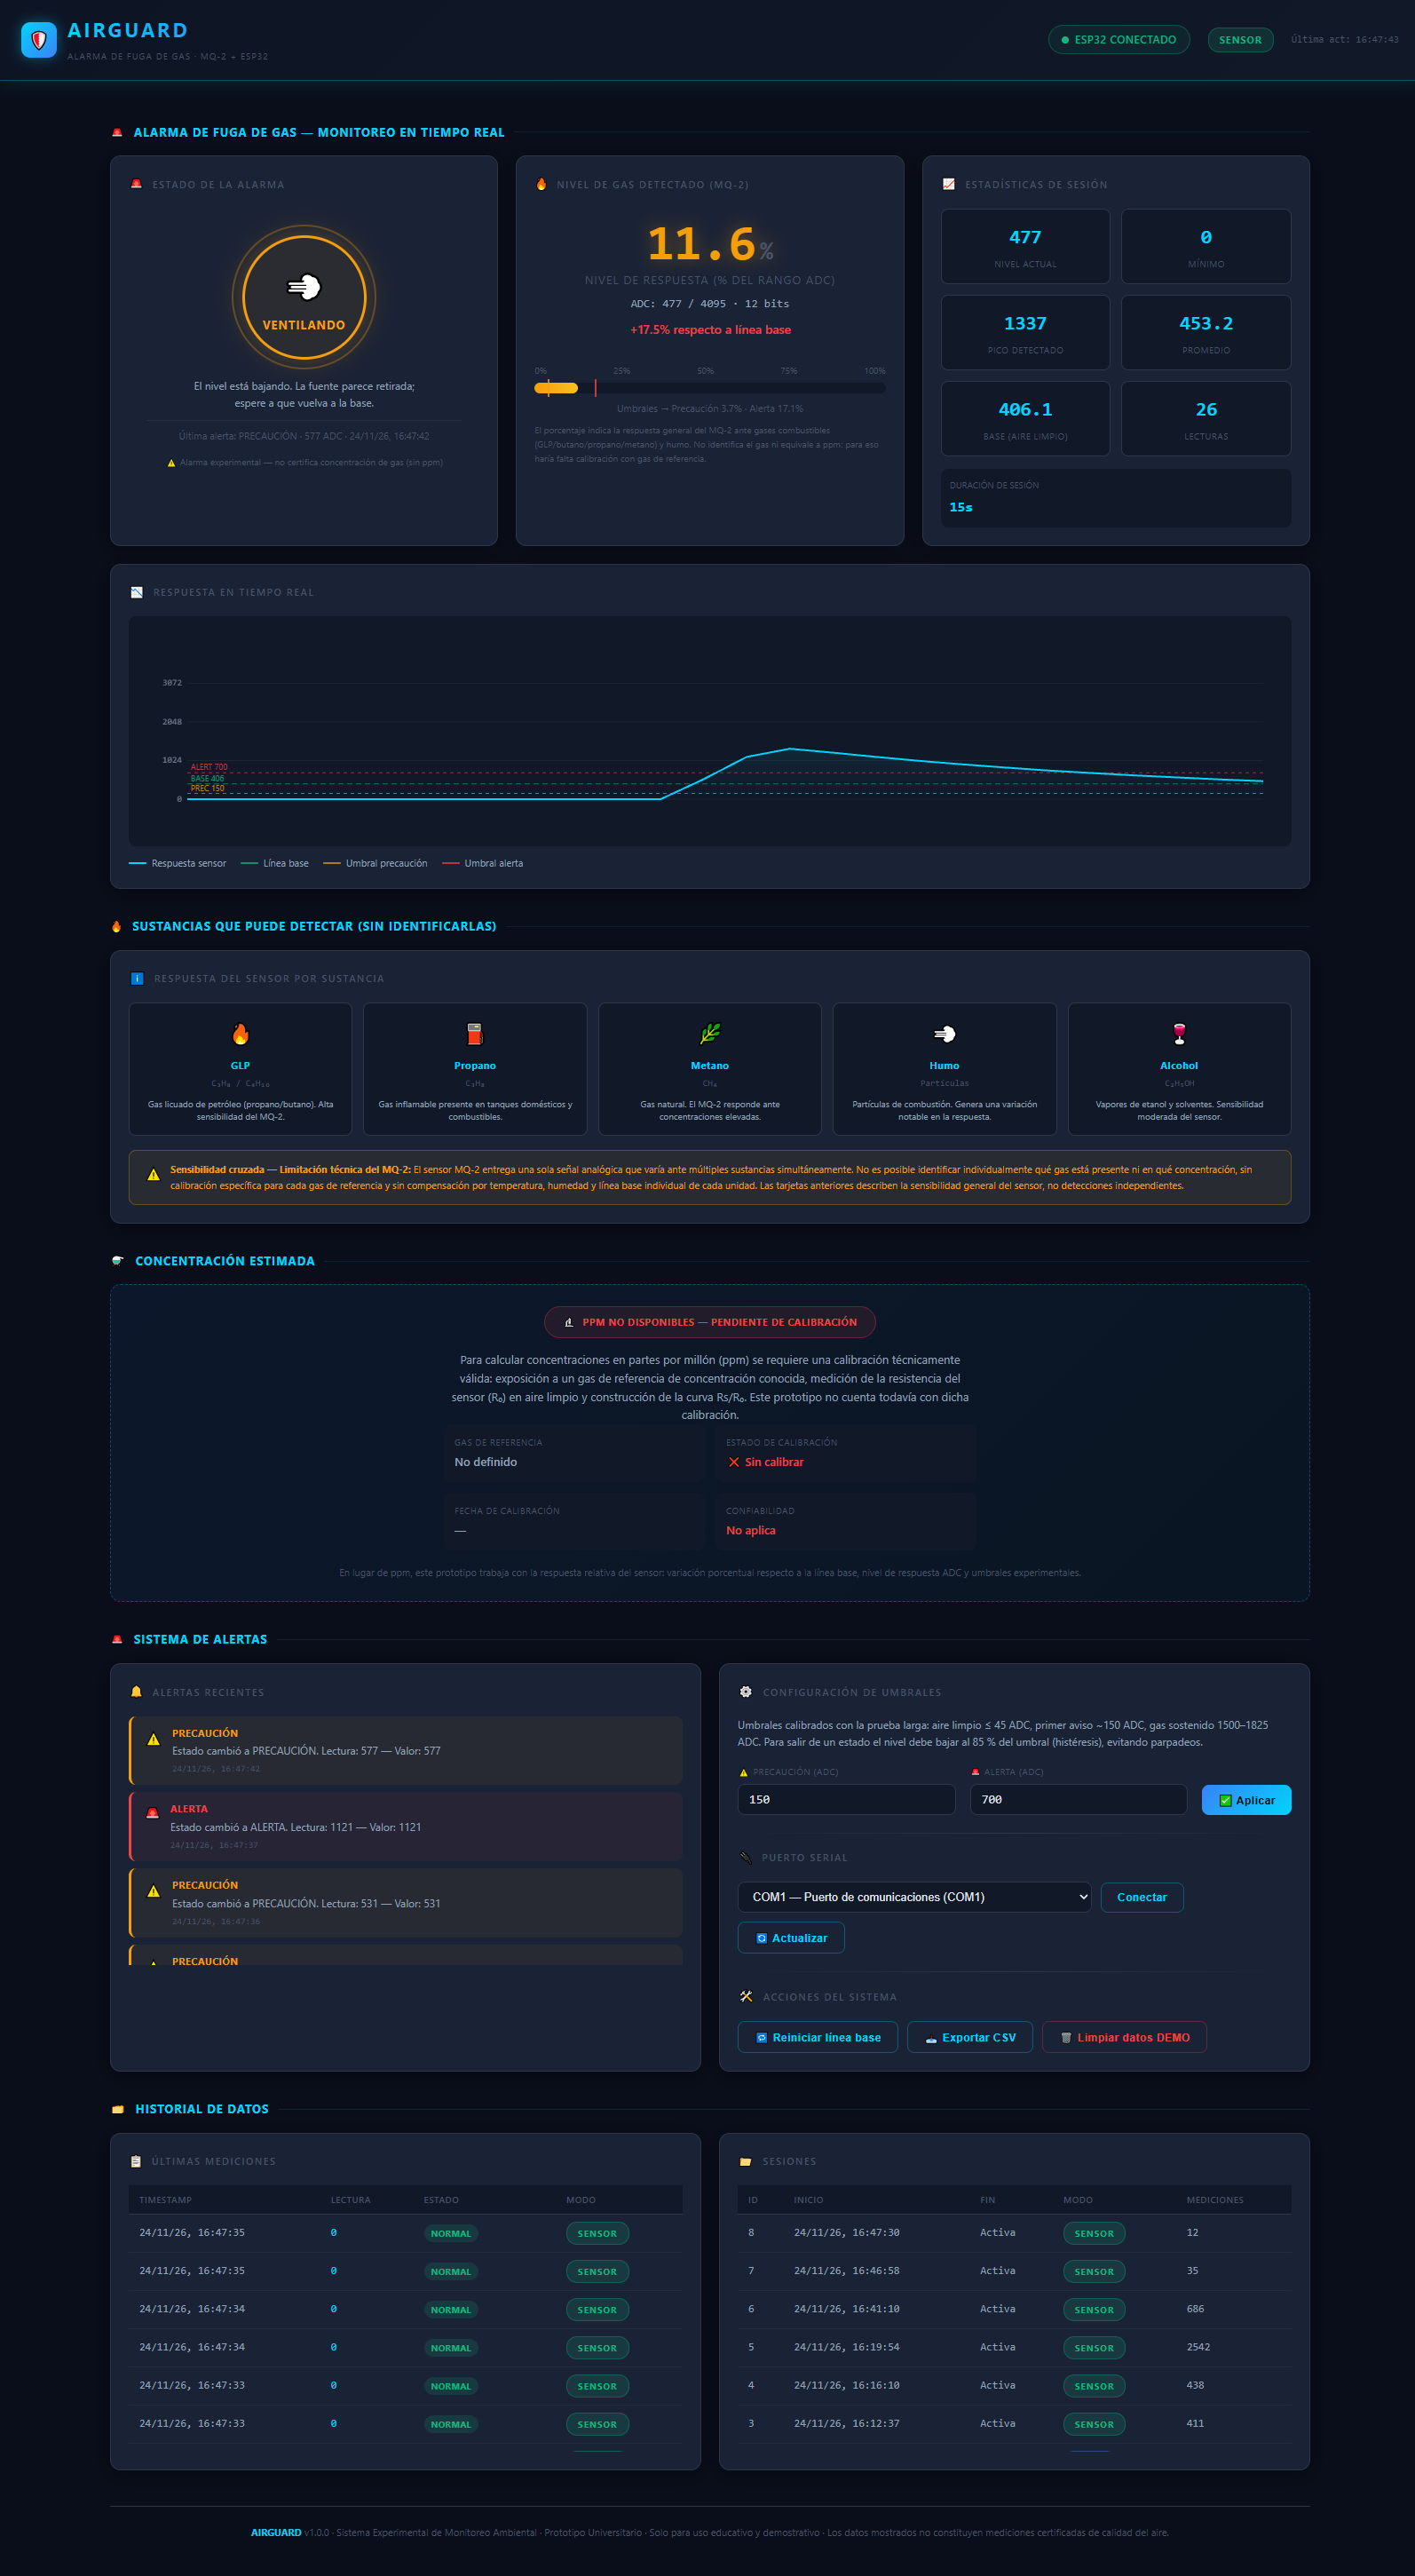 AIRGUARD
ALARMA DE FUGA DE GAS · MQ-2 + ESP32
ESP32 CONECTADO
SENSOR
Última act: 16:47:43
ALARMA DE FUGA DE GAS — MONITOREO EN TIEMPO REAL
ESTADO DE LA ALARMA
VENTILANDO
El nivel está bajando. La fuente parece retirada;
espere a que vuelva a la base.
Última alerta: PRECAUCIÓN · 577 ADC · 24/11/26, 16:47:42
Alarma experimental — no certifica concentración de gas (sin ppm)
NIVEL DE GAS DETECTADO (MQ-2)
11.6%
NIVEL DE RESPUESTA (% DEL RANGO ADC)
ADC: 477 / 4095 · 12 bits
+17.5% respecto a línea base
0% 25% 50% 75% 100%
Umbrales — Precaución 3.7% · Alerta 17.1%
El porcentaje indica la respuesta general del MQ-2 ante gases combustibles
(GLP/butano/propano/metano) y humo. No identifica el gas ni equivale a ppm: para eso
haría falta calibración con gas de referencia.
ESTADÍSTICAS DE SESIÓN
477
NIVEL ACTUAL
0
MÍNIMO
1337
PICO DETECTADO
453.2
PROMEDIO
406.1
BASE (AIRE LIMPIO)
26
LECTURAS
DURACIÓN DE SESIÓN
15s
RESPUESTA EN TIEMPO REAL
3072
2048
1024
ALERT 700
BASE 406
PREC 150
0
Respuesta sensor
Línea base
Umbral precaución
Umbral alerta
SUSTANCIAS QUE PUEDE DETECTAR (SIN IDENTIFICARLAS)
RESPUESTA DEL SENSOR POR SUSTANCIA
GLP
C₃H₈ / C₄H₁₀
Gas licuado de petróleo (propano/butano). Alta
sensibilidad del MQ-2.
Propano
C₃H₈
Gas inflamable presente en tanques domésticos y
combustibles.
Metano
CH₄
Gas natural. El MQ-2 responde ante
concentraciones elevadas.
Humo
Partículas
Partículas de combustión. Genera una variación
notable en la respuesta.
Alcohol
C₂H₅OH
Vapores de etanol y solventes. Sensibilidad
moderada del sensor.
Sensibilidad cruzada — Limitación técnica del MQ-2: El sensor MQ-2 entrega una sola señal analógica que varía ante múltiples sustancias simultáneamente. No es posible identificar individualmente qué gas está presente ni en qué concentración, sin
calibración específica para cada gas de referencia y sin compensación por temperatura, humedad y línea base individual de cada unidad. Las tarjetas anteriores describen la sensibilidad general del sensor, no detecciones independientes.
CONCENTRACIÓN ESTIMADA
PPM NO DISPONIBLES — PENDIENTE DE CALIBRACIÓN
Para calcular concentraciones en partes por millón (ppm) se requiere una calibración técnicamente
válida: exposición a un gas de referencia de concentración conocida, medición de la resistencia del
sensor (R₀) en aire limpio y construcción de la curva Rs/R₀. Este prototipo no cuenta todavía con dicha
calibración.
GAS DE REFERENCIA
No definido
ESTADO DE CALIBRACIÓN
Sin calibrar
FECHA DE CALIBRACIÓN
—
CONFIABILIDAD
No aplica
En lugar de ppm, este prototipo trabaja con la respuesta relativa del sensor: variación porcentual respecto a la línea base, nivel de respuesta ADC y umbrales experimentales.
SISTEMA DE ALERTAS
ALERTAS RECIENTES
PRECAUCIÓN
Estado cambió a PRECAUCIÓN. Lectura: 577 — Valor: 577
24/11/26, 16:47:42
ALERTA
Estado cambió a ALERTA. Lectura: 1121 — Valor: 1121
24/11/26, 16:47:37
PRECAUCIÓN
Estado cambió a PRECAUCIÓN. Lectura: 531 — Valor: 531
24/11/26, 16:47:36
PRECAUCIÓN
CONFIGURACIÓN DE UMBRALES
Umbrales calibrados con la prueba larga: aire limpio ≤ 45 ADC, primer aviso ~150 ADC, gas sostenido 1500–1825
ADC. Para salir de un estado el nivel debe bajar al 85 % del umbral (histéresis), evitando parpadeos.
PRECAUCIÓN (ADC)
150
ALERTA (ADC)
700
Aplicar
PUERTO SERIAL
COM1 — Puerto de comunicaciones (COM1)
Conectar
Actualizar
ACCIONES DEL SISTEMA
Reiniciar línea base
Exportar CSV
Limpiar datos DEMO
HISTORIAL DE DATOS
ÚLTIMAS MEDICIONES
TIMESTAMP LECTURA ESTADO MODO
24/11/26, 16:47:35 0 NORMAL SENSOR
24/11/26, 16:47:35 0 NORMAL SENSOR
24/11/26, 16:47:34 0 NORMAL SENSOR
24/11/26, 16:47:34 0 NORMAL SENSOR
24/11/26, 16:47:33 0 NORMAL SENSOR
24/11/26, 16:47:33 0 NORMAL SENSOR
SESIONES
ID INICIO FIN MODO MEDICIONES
8 24/11/26, 16:47:30 Activa SENSOR 12
7 24/11/26, 16:46:58 Activa SENSOR 35
6 24/11/26, 16:41:10 Activa SENSOR 686
5 24/11/26, 16:19:54 Activa SENSOR 2542
4 24/11/26, 16:16:10 Activa SENSOR 438
3 24/11/26, 16:12:37 Activa SENSOR 411
AIRGUARD v1.0.0 · Sistema Experimental de Monitoreo Ambiental · Prototipo Universitario · Solo para uso educativo y demostrativo · Los datos mostrados no constituyen mediciones certificadas de calidad del aire.